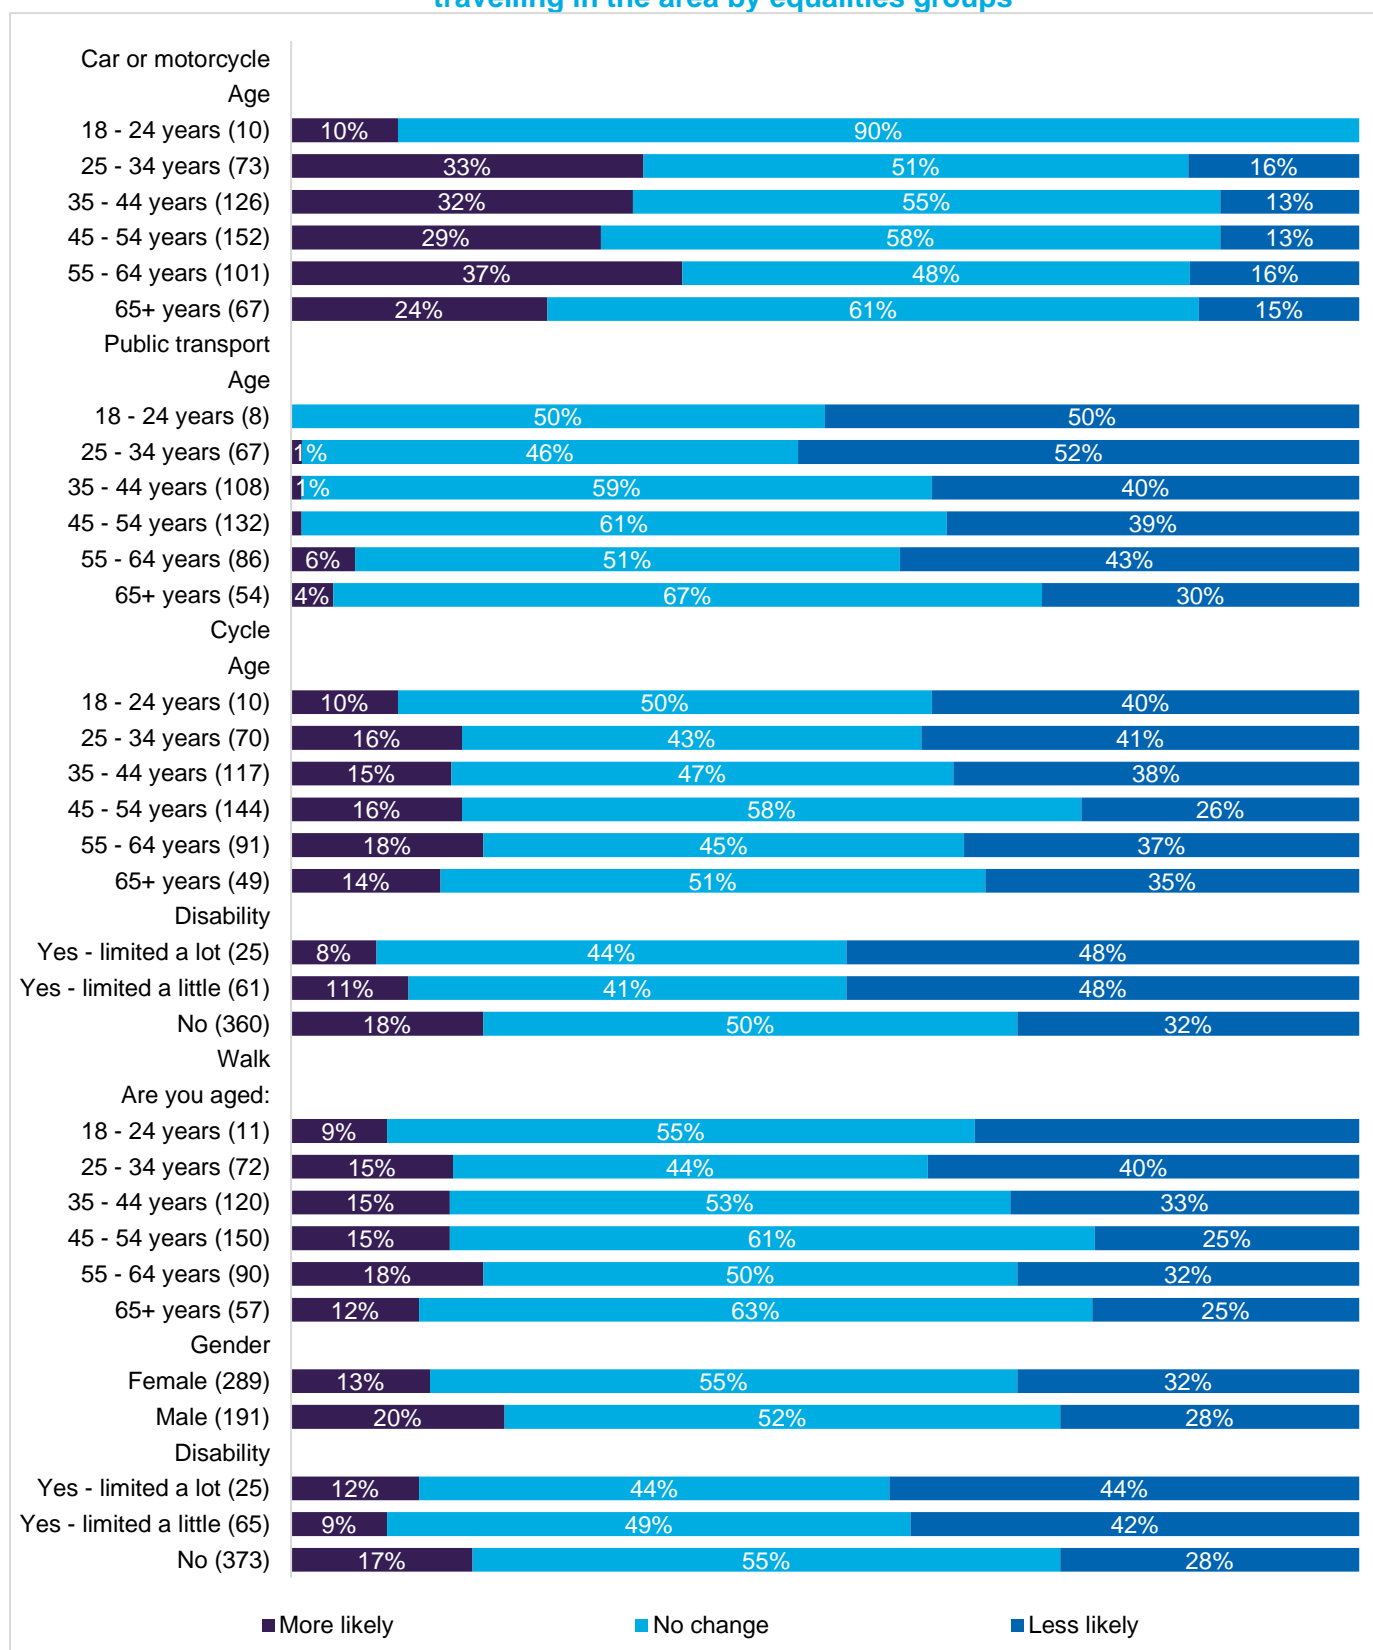 travelling in the area by equalities groups
Car or motorcycle
Age
18 - 24 years (10) 10% 90%
25 - 34 years (73) 33% 51% 16%
35 - 44 years (126) 32% 55% 13%
45 - 54 years (152) 29% 58% 13%
55 - 64 years (101) 37% 48% 16%
65+ years (67) 24% 61% 15%
Public transport
Age
18 - 24 years (8) 50% 50%
25 - 34 years (67) 1% 46% 52%
35 - 44 years (108) 1% 59% 40%
45 - 54 years (132) 61% 39%
55 - 64 years (86) 6% 51% 43%
65+ years (54) 4% 67% 30%
Cycle
Age
18 - 24 years (10) 10% 50% 40%
25 - 34 years (70) 16% 43% 41%
35 - 44 years (117) 15% 47% 38%
45 - 54 years (144) 16% 58% 26%
55 - 64 years (91) 18% 45% 37%
65+ years (49) 14% 51% 35%
Disability
Yes - limited a lot (25) 8% 44% 48%
Yes - limited a little (61) 11% 41% 48%
No (360) 18% 50% 32%
Walk
Are you aged:
18 - 24 years (11) 9% 55%
25 - 34 years (72) 15% 44% 40%
35 - 44 years (120) 15% 53% 33%
45 - 54 years (150) 15% 61% 25%
55 - 64 years (90) 18% 50% 32%
65+ years (57) 12% 63% 25%
Gender
Female (289) 13% 55% 32%
Male (191) 20% 52% 28%
Disability
Yes - limited a lot (25) 12% 44% 44%
Yes - limited a little (65) 9% 49% 42%
No (373) 17% 55% 28%
More likely No change Less likely